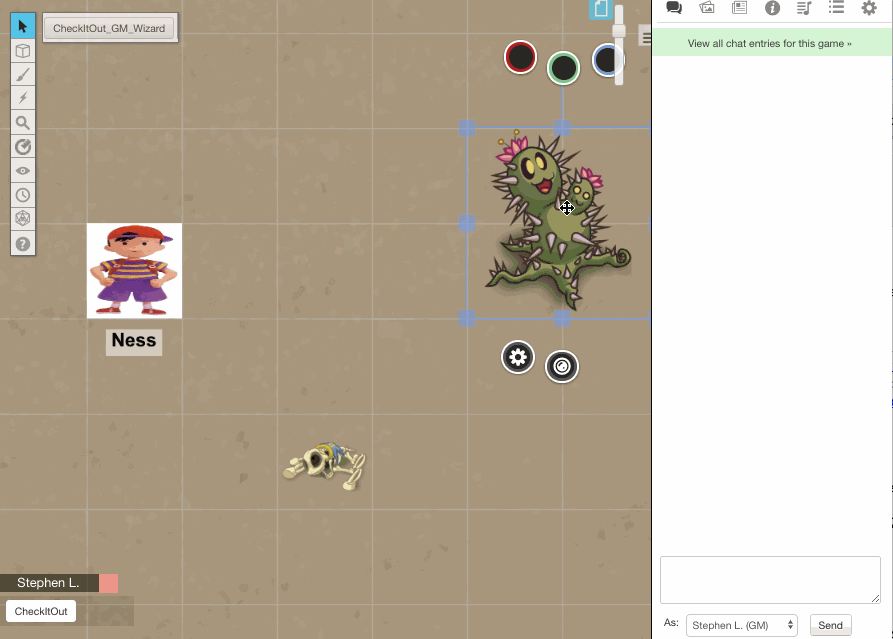 CheckItOut_GM_Wizard
View all chat entries for this game »
Ness
Stephen L.
CheckItOut
As:
Stephen L. (GM)
Send